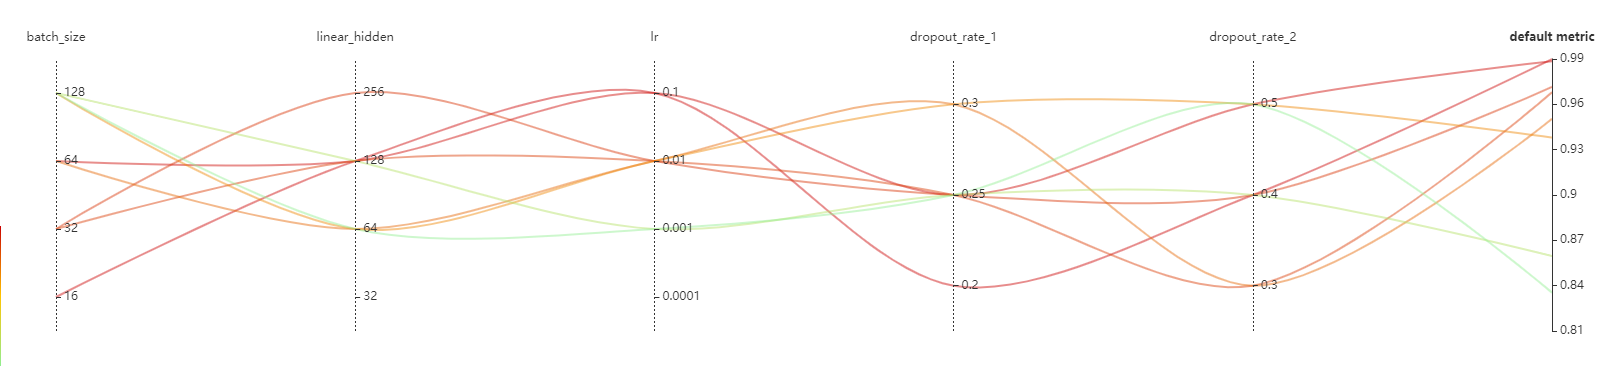 batch_size linear_hidden lr dropout_rate_1 dropout_rate_2 default metric
0.99
128 256 0.1 0.3 0.5 0.96
0.93
64 128 0.01 0.25 0.4 0.9
32 64 0.001 0.87
0.2 0.3 0.84
16 32 0.0001
0.81